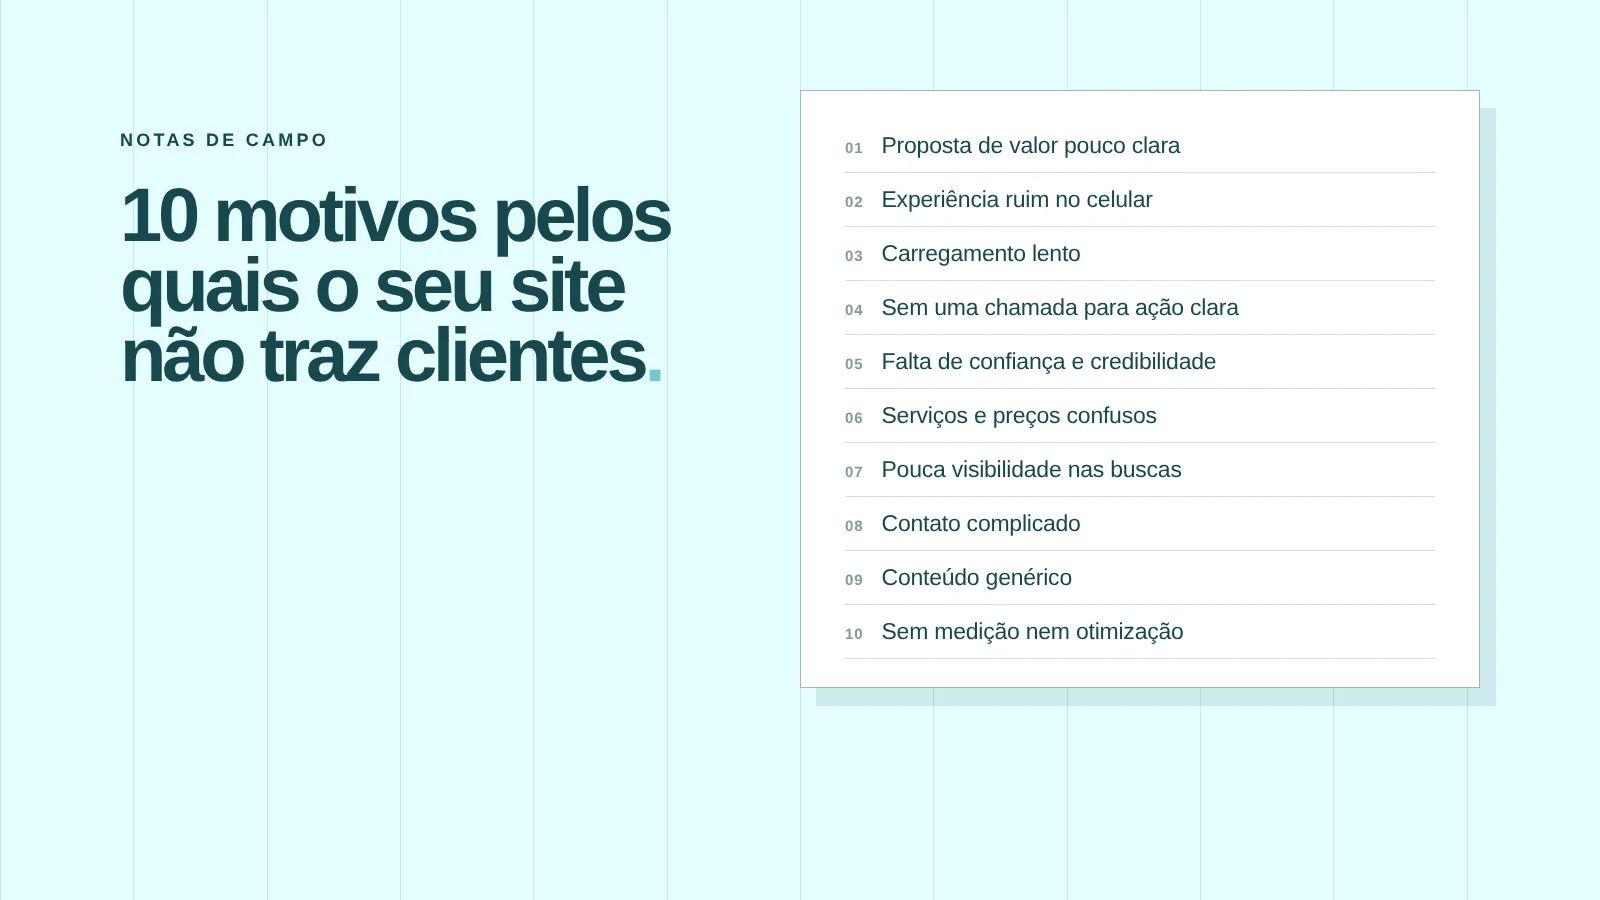 NOTAS DE CAMPO
10 motivos pelos
quais o seu site
não traz clientes.
01 Proposta de valor pouco clara
02 Experiência ruim no celular
03 Carregamento lento
04 Sem uma chamada para ação clara
05 Falta de confiança e credibilidade
06 Serviços e preços confusos
07 Pouca visibilidade nas buscas
08 Contato complicado
09 Conteúdo genérico
10 Sem medição nem otimização